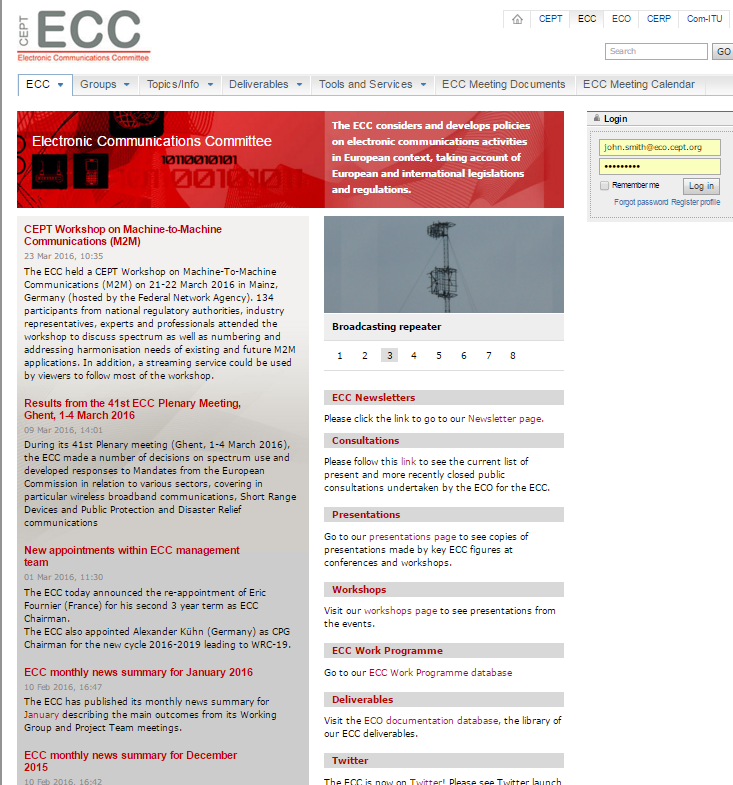 CEPT
ECC
Electronic Communications Committee
CEPT
ECC
ECO
CERP
Com-ITU
Search
GO
ECC
Groups
Topics/Info
Deliverables
Tools and Services
ECC Meeting Documents
ECC Meeting Calendar
Electronic Communications Committee
10110010101
The ECC considers and develops policies
on electronic communications activities
in European context, taking account of
European and international legislations
and regulations.
Login
john.smith@eco.cept.org
•••••••••
Remember me
Log in
Forgot password Register profile
CEPT Workshop on Machine-to-Machine
Communications (M2M)
23 Mar 2016, 10:35
The ECC held a CEPT Workshop on Machine-To-Machine
Communications (M2M) on 21-22 March 2016 in Mainz,
Germany (hosted by the Federal Network Agency). 134
participants from national regulatory authorities, industry
representatives, experts and professionals attended the
workshop to discuss spectrum as well as numbering and
addressing harmonisation needs of existing and future M2M
applications. In addition, a streaming service could be used
by viewers to follow most of the workshop.
Results from the 41st ECC Plenary Meeting,
Ghent, 1-4 March 2016
09 Mar 2016, 14:01
During its 41st Plenary meeting (Ghent, 1-4 March 2016),
the ECC made a number of decisions on spectrum use and
developed responses to Mandates from the European
Commission in relation to various sectors, covering in
particular wireless broadband communications, Short Range
Devices and Public Protection and Disaster Relief
communications
New appointments within ECC management
team
01 Mar 2016, 11:30
The ECC today announced the re-appointment of Eric
Fournier (France) for his second 3 year term as ECC
Chairman.
The ECC also appointed Alexander Kühn (Germany) as CPG
Chairman for the new cycle 2016-2019 leading to WRC-19.
ECC monthly news summary for January 2016
10 Feb 2016, 16:47
The ECC has published its monthly news summary for
January describing the main outcomes from its Working
Group and Project Team meetings.
ECC monthly news summary for December
2015
10 Feb 2016, 16:42
Broadcasting repeater
1 2 3 4 5 6 7 8
ECC Newsletters
Please click the link to go to our Newsletter page.
Consultations
Please follow this link to see the current list of
present and more recently closed public
consultations undertaken by the ECO for the ECC.
Presentations
Go to our presentations page to see copies of
presentations made by key ECC figures at
conferences and workshops.
Workshops
Visit our workshops page to see presentations from
the events.
ECC Work Programme
Go to our ECC Work Programme database
Deliverables
Visit the ECO documentation database, the library of
our ECC deliverables.
Twitter
The ECC is now on Twitter! Please see Twitter launch